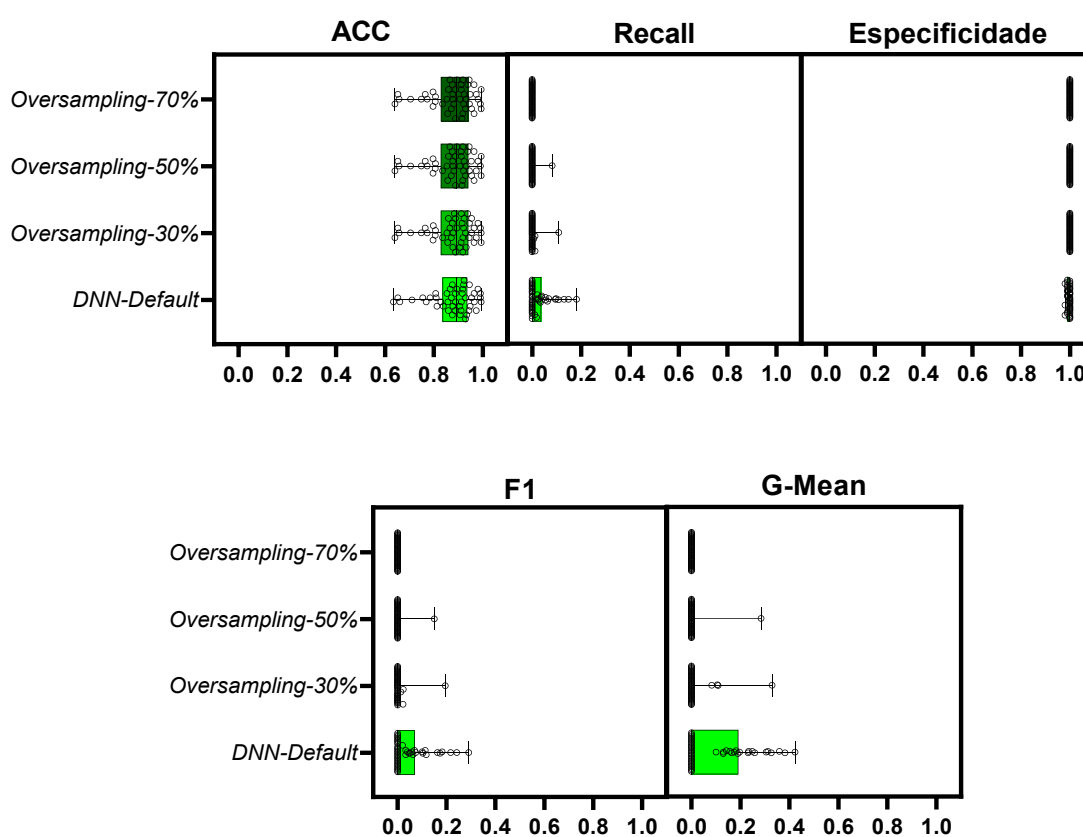 ACC Recall Especificidade
Oversampling-70%
Oversampling-50%
Oversampling-30%
DNN-Default
0.0 0.2 0.4 0.6 0.8 1.0 0.0 0.2 0.4 0.6 0.8 1.0 0.0 0.2 0.4 0.6 0.8 1.0
F1 G-Mean
Oversampling-70%
Oversampling-50%
Oversampling-30%
DNN-Default
0.0 0.2 0.4 0.6 0.8 1.0 0.0 0.2 0.4 0.6 0.8 1.0